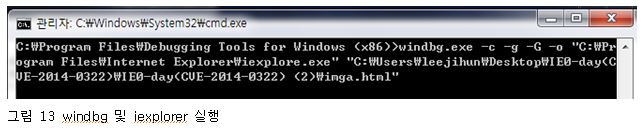 관리자: C:\Windows\System32\cmd.exe
C:\Program Files\Debugging Tools for Windows (x86)>windbg.exe -c -g -G -o "C:\Pr
ogram Files\Internet Explorer\iexplore.exe" "C:\Users\leejihun\Desktop\IE0-day(C
VE-2014-0322)\IE0-day(CVE-2014-0322) (2)\imga.html"
그림 13 windbg 및 iexplorer 실행